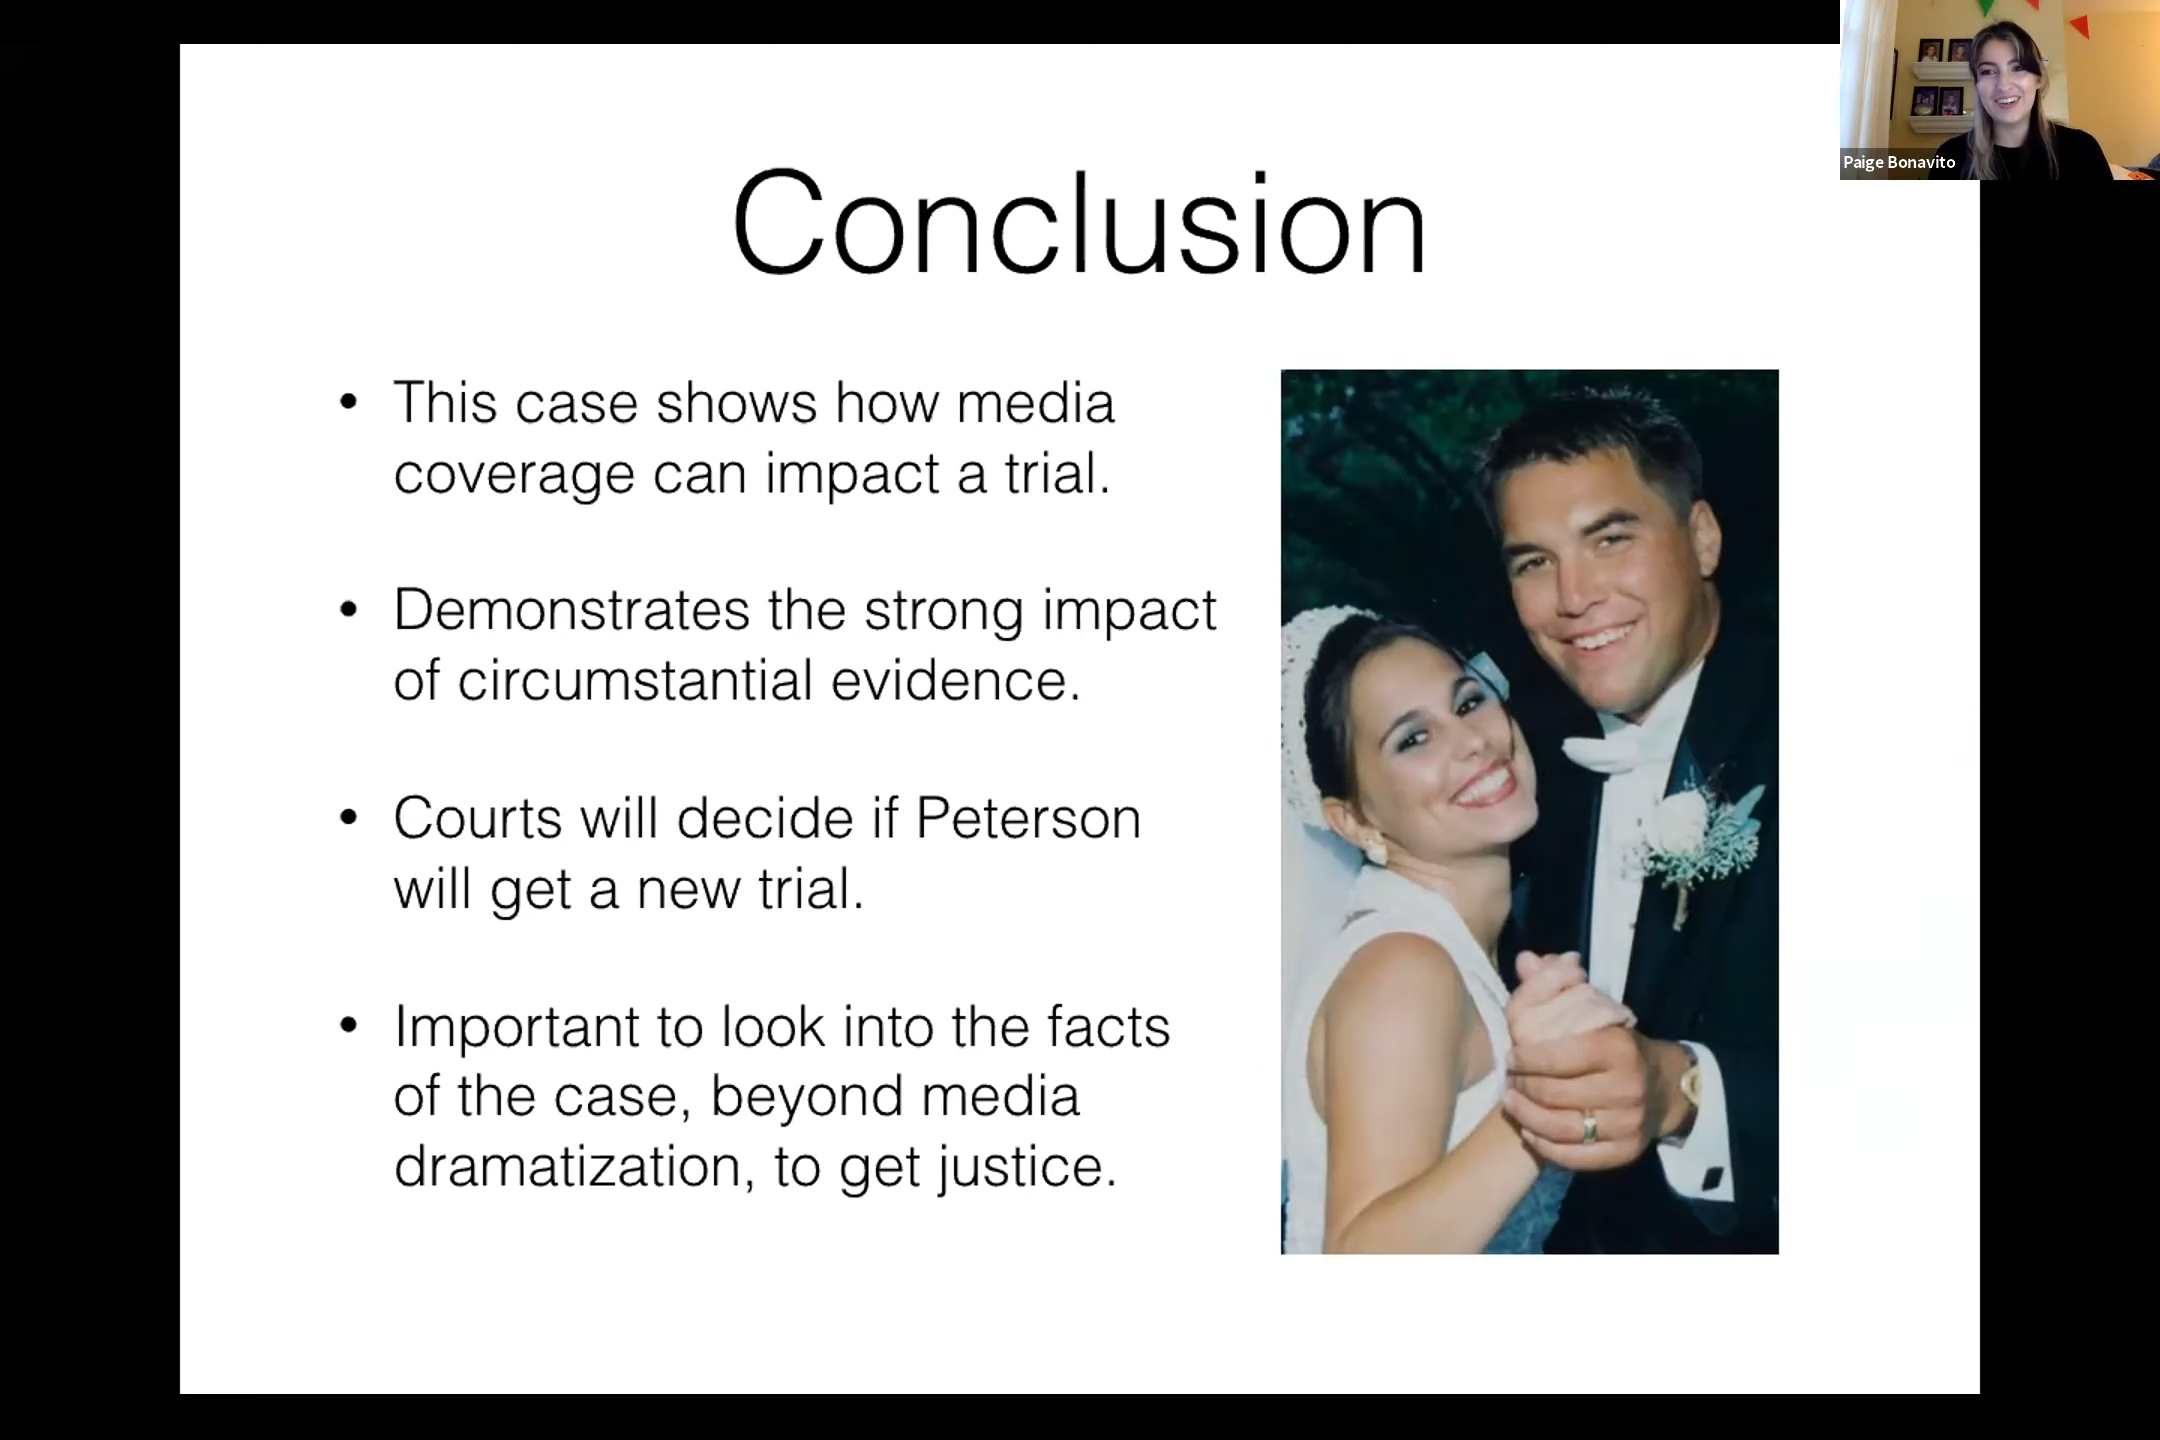 Paige Bonavito
Conclusion
• This case shows how media
coverage can impact a trial.
• Demonstrates the strong impact
of circumstantial evidence.
• Courts will decide if Peterson
will get a new trial.
• Important to look into the facts
of the case, beyond media
dramatization, to get justice.